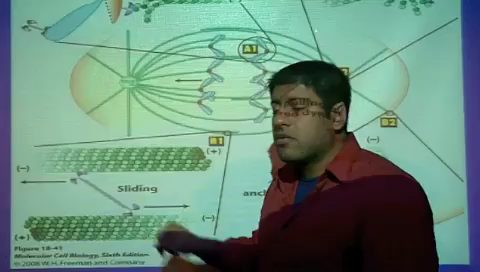 A1
B2
(-)
B1
(+)
(-)
Sliding
(-)
(+)
Figure 18-41
Molecular Cell Biology, Sixth Edition
© 2008 W.H. Freeman and Company